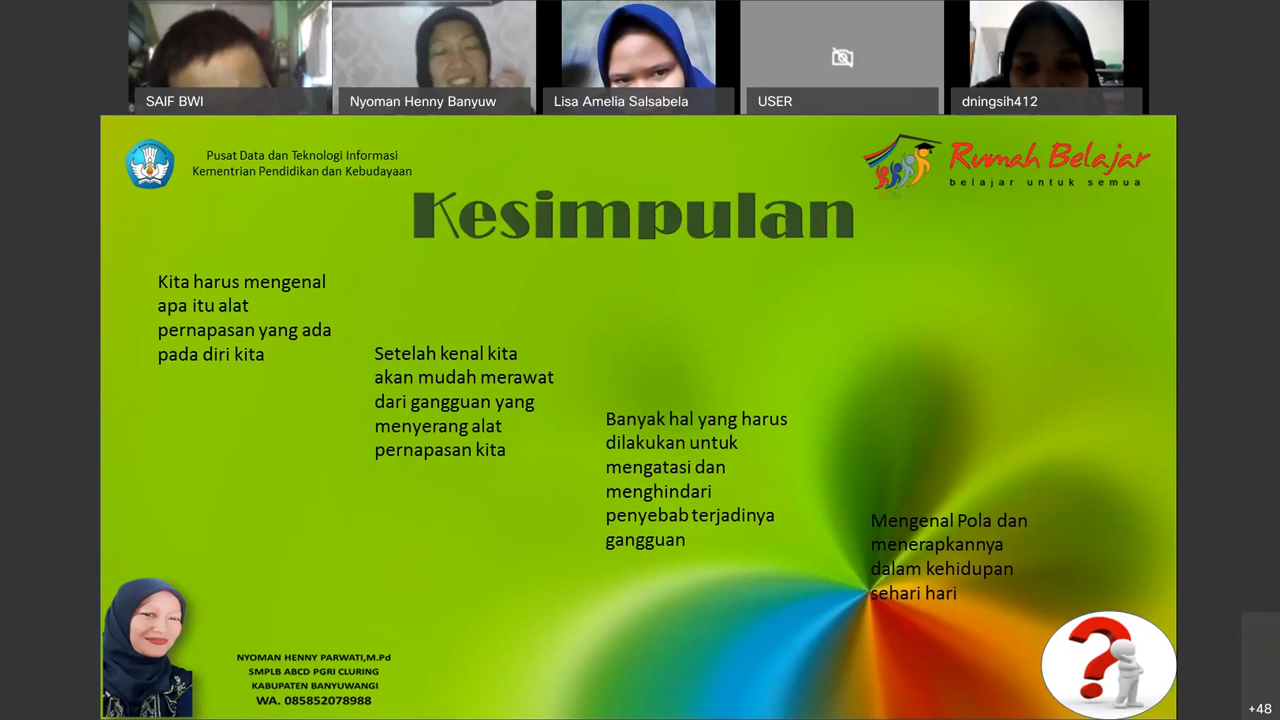 SAIF BWI
Nyoman Henny Banyuw
Lisa Amelia Salsabela
USER
dningsih412
Pusat Data dan Teknologi Informasi
Kementrian Pendidikan dan Kebudayaan
Rumah Belajar
belajar untuk semua
Kesimpulan
Kita harus mengenal
apa itu alat
pernapasan yang ada
pada diri kita
Setelah kenal kita
akan mudah merawat
dari gangguan yang
menyerang alat
pernapasan kita
Banyak hal yang harus
dilakukan untuk
mengatasi dan
menghindari
penyebab terjadinya
gangguan
Mengenal Pola dan
menerapkannya
dalam kehidupan
sehari hari
NYOMAN HENNY PARWATI,M.Pd
SMPLB ABCD PGRI CLURING
KABUPATEN BANYUWANGI
WA. 085852078988
?
+48